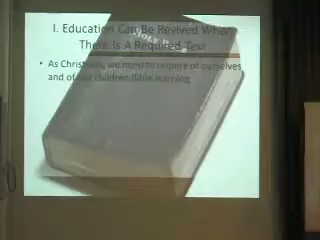 I. Education Can Be Revived When
There Is A Required Text
• As Christians, we need to require of ourselves
and of our children Bible learning
HOLY